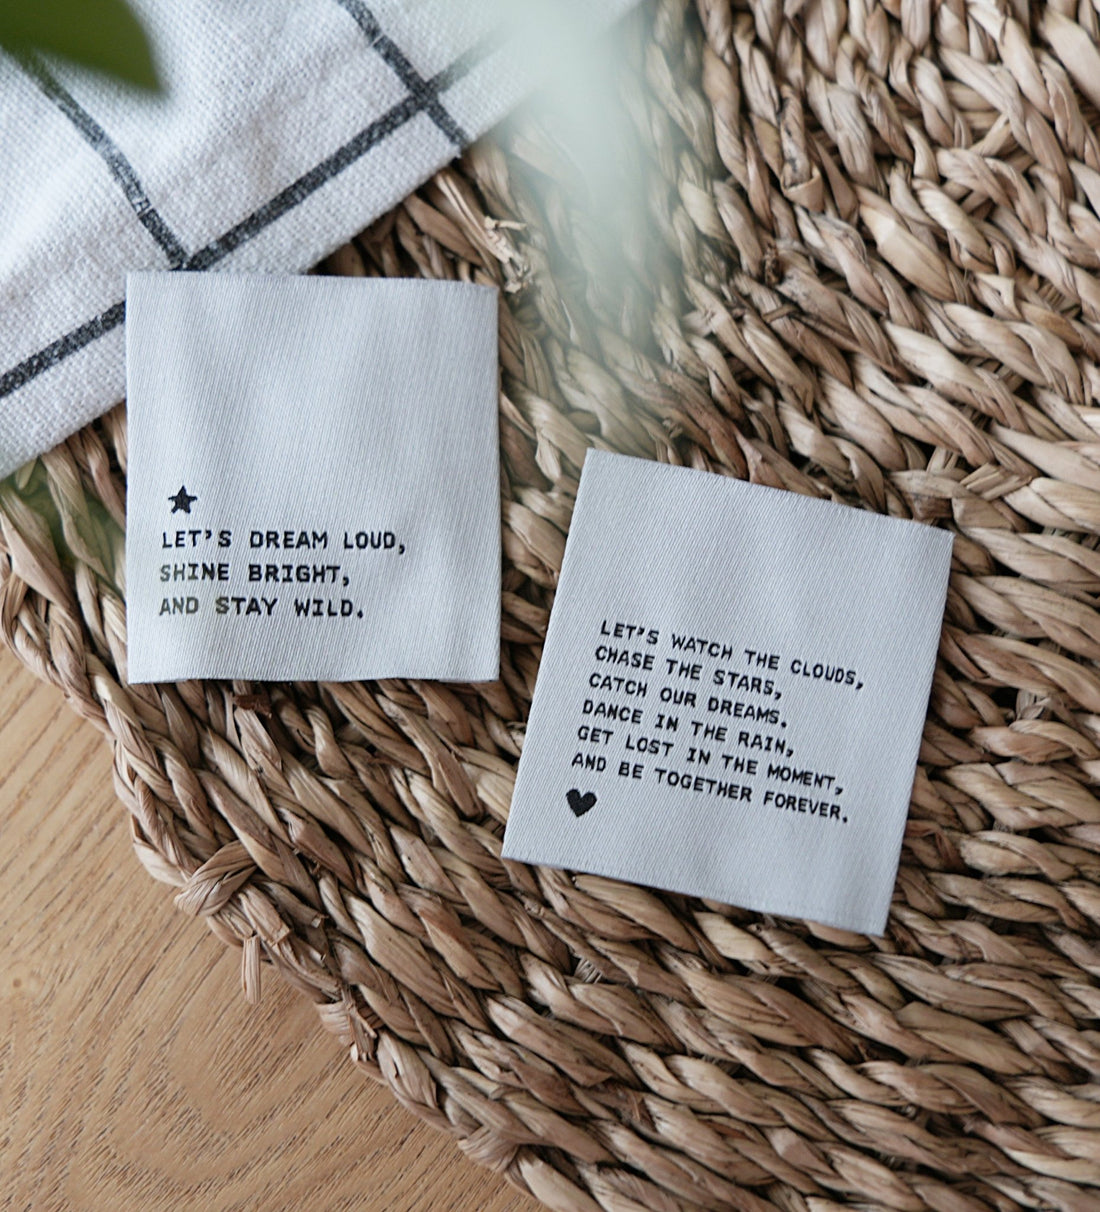 LET'S DREAM LOUD,
SHINE BRIGHT,
AND STAY WILD.
LET'S WATCH THE CLOUDS,
CHASE THE STARS,
CATCH OUR DREAMS.
DANCE IN THE RAIN,
GET LOST IN THE MOMENT,
AND BE TOGETHER FOREVER.